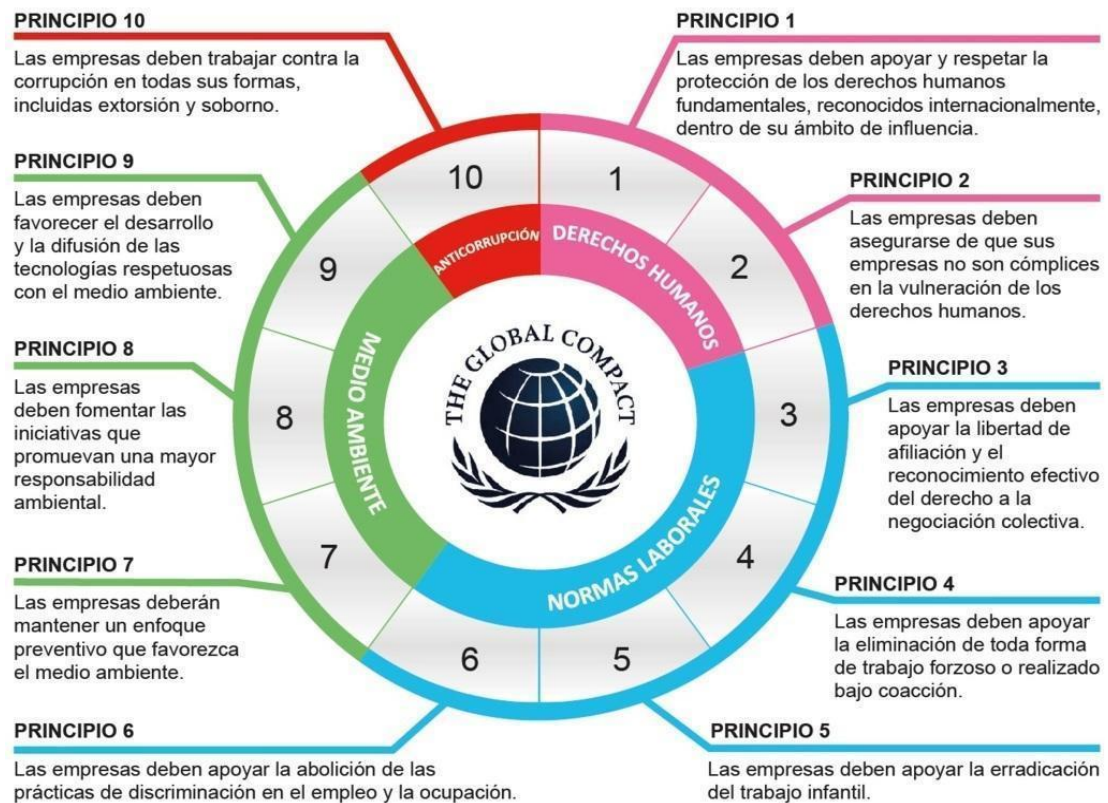 PRINCIPIO 10
Las empresas deben trabajar contra la
corrupción en todas sus formas,
incluidas extorsión y soborno.
PRINCIPIO 1
Las empresas deben apoyar y respetar la
protección de los derechos humanos
fundamentales, reconocidos internacionalmente,
dentro de su ámbito de influencia.
PRINCIPIO 9
Las empresas deben
favorecer el desarrollo
y la difusión de las
tecnologías respetuosas
con el medio ambiente.
PRINCIPIO 2
Las empresas deben
asegurarse de que sus
empresas no son cómplices
en la vulneración de los
derechos humanos.
PRINCIPIO 8
Las empresas
deben fomentar las
iniciativas que
promuevan una mayor
responsabilidad
ambiental.
PRINCIPIO 3
Las empresas deben
apoyar la libertad de
afiliación y el
reconocimiento efectivo
del derecho a la
negociación colectiva.
PRINCIPIO 7
Las empresas deberán
mantener un enfoque
preventivo que favorezca
el medio ambiente.
PRINCIPIO 4
Las empresas deben apoyar
la eliminación de toda forma
de trabajo forzoso o realizado
bajo coacción.
PRINCIPIO 6
Las empresas deben apoyar la abolición de las
prácticas de discriminación en el empleo y la ocupación.
PRINCIPIO 5
Las empresas deben apoyar la erradicación
del trabajo infantil.
10
1
2
3
4
5
6
7
8
9
ANTICORRUPCIÓN
DERECHOS HUMANOS
NORMAS LABORALES
MEDIO AMBIENTE
THE GLOBAL COMPACT